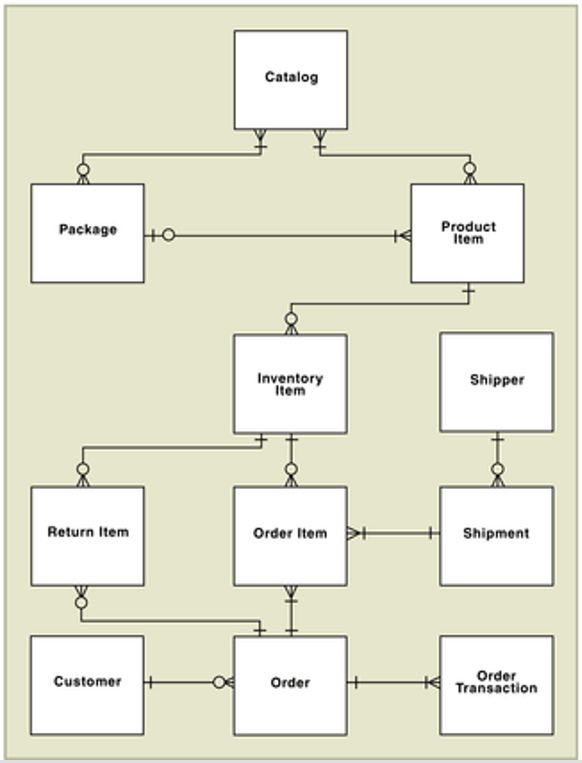 Catalog
Package
Product
Item
Inventory
Item
Shipper
Return Item
Order Item
Shipment
Customer
Order
Order
Transaction